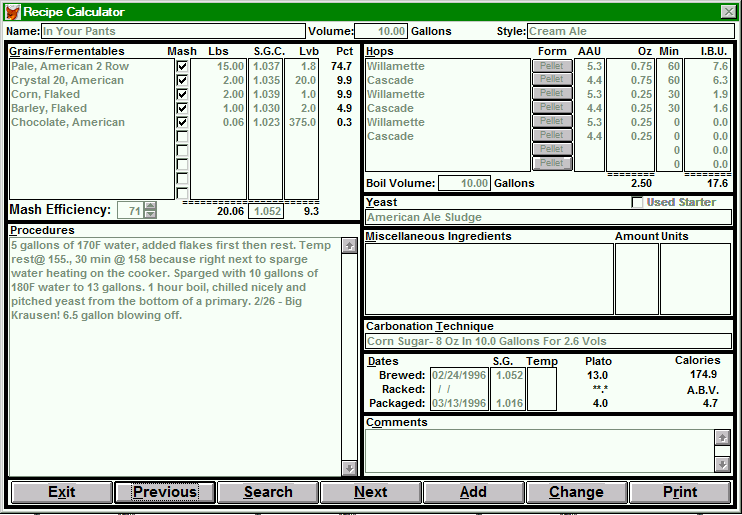 Recipe Calculator
Name: In Your Pants Volume: 10.00 Gallons Style: Cream Ale
Grains/Fermentables Mash Lbs S.G.C. Lvb Pct
Pale, American 2 Row 15.00 1.037 1.8 74.7
Crystal 20, American 2.00 1.035 20.0 9.9
Corn, Flaked 2.00 1.039 1.0 9.9
Barley, Flaked 1.00 1.030 2.0 4.9
Chocolate, American 0.06 1.023 375.0 0.3
Mash Efficiency: 71 20.06 1.052 9.3
Hops Form AAU Oz Min I.B.U.
Willamette Pellet 5.3 0.75 60 7.6
Cascade Pellet 4.4 0.75 60 6.3
Willamette Pellet 5.3 0.25 30 1.9
Cascade Pellet 4.4 0.25 30 1.6
Willamette Pellet 5.3 0.25 0 0.0
Cascade Pellet 4.4 0.25 0 0.0
Pellet 0 0.0
Pellet 0 0.0
Boil Volume: 10.00 Gallons 2.50 17.6
Yeast Used Starter
American Ale Sludge
Procedures
5 gallons of 170F water, added flakes first then rest. Temp
rest@ 155., 30 min @ 158 because right next to sparge
water heating on the cooker. Sparged with 10 gallons of
180F water to 13 gallons. 1 hour boil, chilled nicely and
pitched yeast from the bottom of a primary. 2/26 - Big
Krausen! 6.5 gallon blowing off.
Miscellaneous Ingredients Amount Units
Carbonation Technique
Corn Sugar- 8 Oz In 10.0 Gallons For 2.6 Vols
Dates S.G. Temp Plato Calories
Brewed: 02/24/1996 1.052 13.0 174.9
Racked: / / **.* A.B.V.
Packaged: 03/13/1996 1.016 4.0 4.7
Comments
Exit Previous Search Next Add Change Print